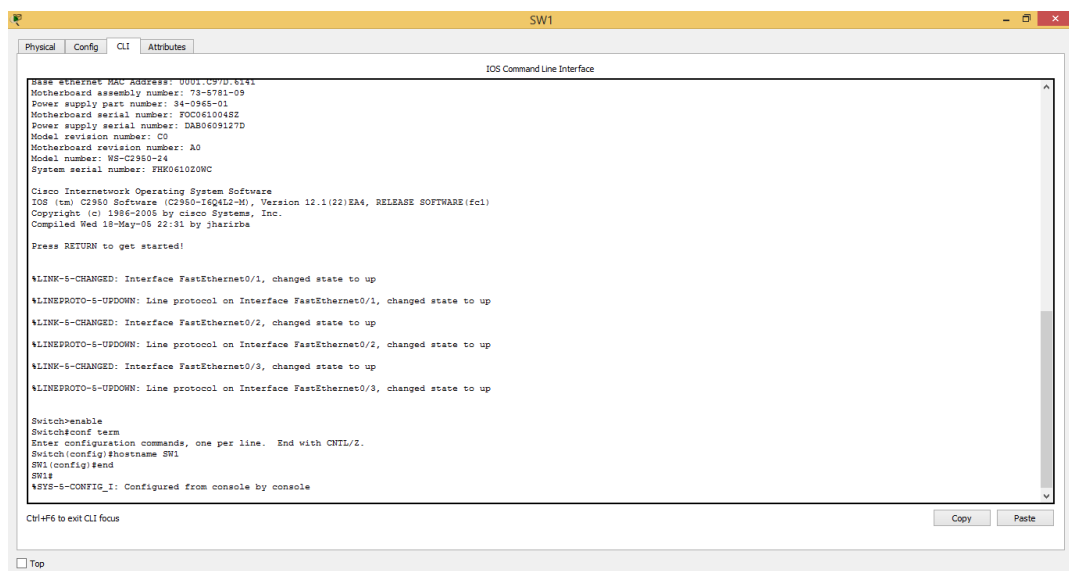 SW1
Physical Config CLI Attributes
IOS Command Line Interface
Base ethernet MAC Address: 0001.C97D.6141
Motherboard assembly number: 73-5781-09
Power supply part number: 34-0965-01
Motherboard serial number: FOC061004SZ
Power supply serial number: DAB0609127D
Model revision number: C0
Motherboard revision number: A0
Model number: WS-C2950-24
System serial number: FHK0610Z0WC
Cisco Internetwork Operating System Software
IOS (tm) C2950 Software (C2950-I6Q4L2-M), Version 12.1(22)EA4, RELEASE SOFTWARE(fc1)
Copyright (c) 1986-2005 by cisco Systems, Inc.
Compiled Wed 18-May-05 22:31 by jharirba
Press RETURN to get started!
%LINK-5-CHANGED: Interface FastEthernet0/1, changed state to up
%LINEPROTO-5-UPDOWN: Line protocol on Interface FastEthernet0/1, changed state to up
%LINK-5-CHANGED: Interface FastEthernet0/2, changed state to up
%LINEPROTO-5-UPDOWN: Line protocol on Interface FastEthernet0/2, changed state to up
%LINK-5-CHANGED: Interface FastEthernet0/3, changed state to up
%LINEPROTO-5-UPDOWN: Line protocol on Interface FastEthernet0/3, changed state to up
Switch>enable
Switch#conf term
Enter configuration commands, one per line. End with CNTL/Z.
Switch(config)#hostname SW1
SW1(config)#end
SW1#
%SYS-5-CONFIG_I: Configured from console by console
Ctrl+F6 to exit CLI focus
Copy Paste
Top